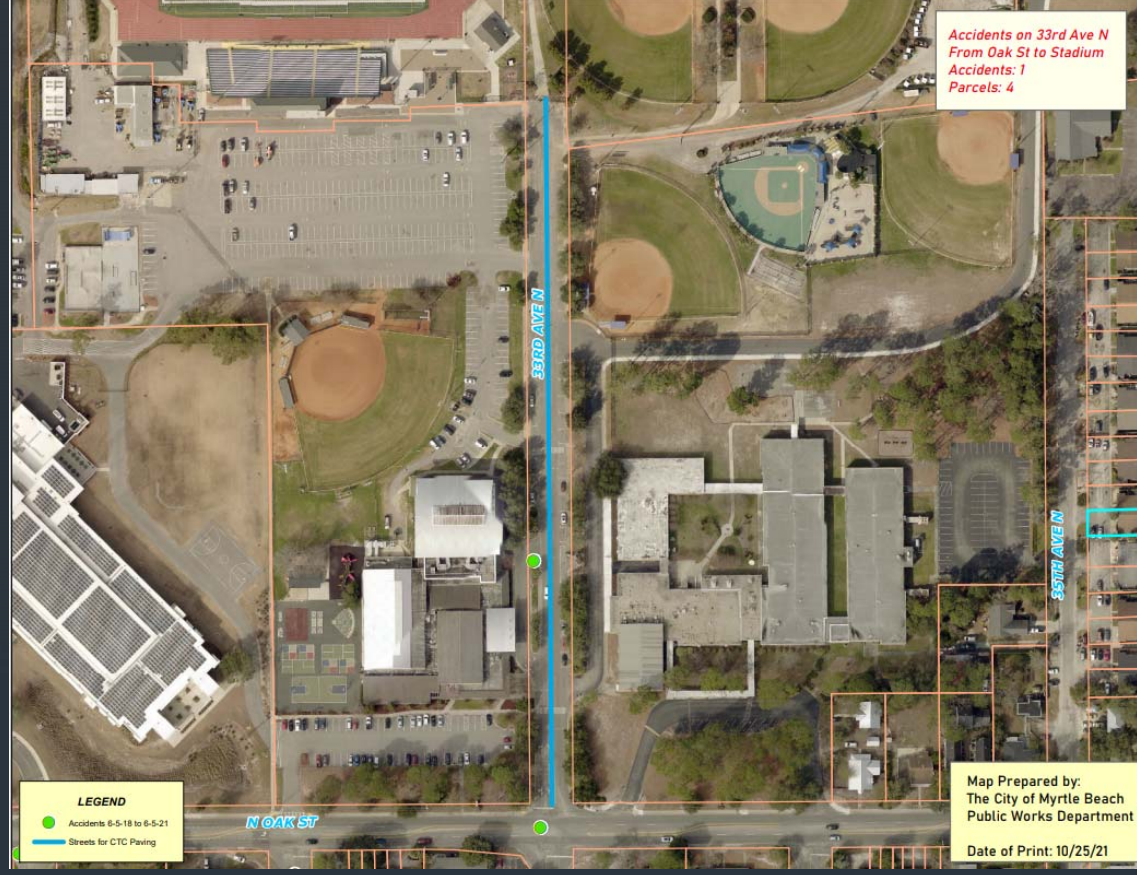 Accidents on 33rd Ave N
From Oak St to Stadium
Accidents: 1
Parcels: 4
33RD AVE N
35TH AVE N
N OAK ST
LEGEND
Accidents 6-5-18 to 6-5-21
Streets for CTC Paving
Map Prepared by:
The City of Myrtle Beach
Public Works Department
Date of Print: 10/25/21